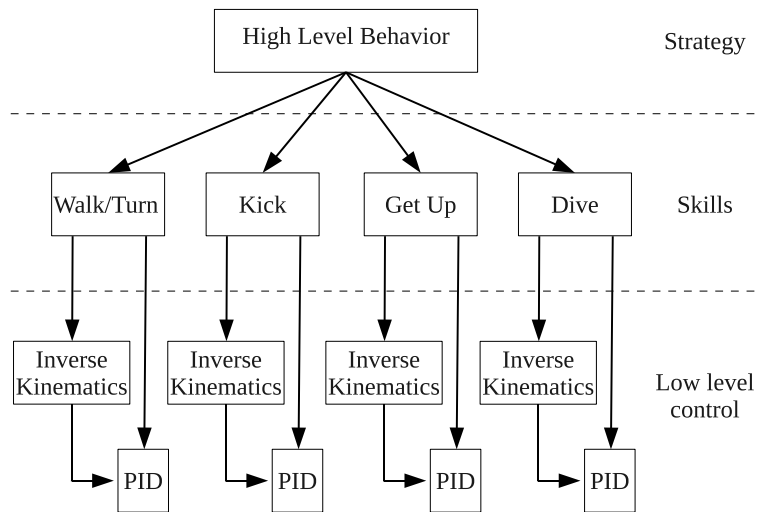 High Level Behavior
Strategy
Walk/Turn
Kick
Get Up
Dive
Skills
Inverse
Kinematics
Inverse
Kinematics
Inverse
Kinematics
Inverse
Kinematics
Low level
control
PID
PID
PID
PID